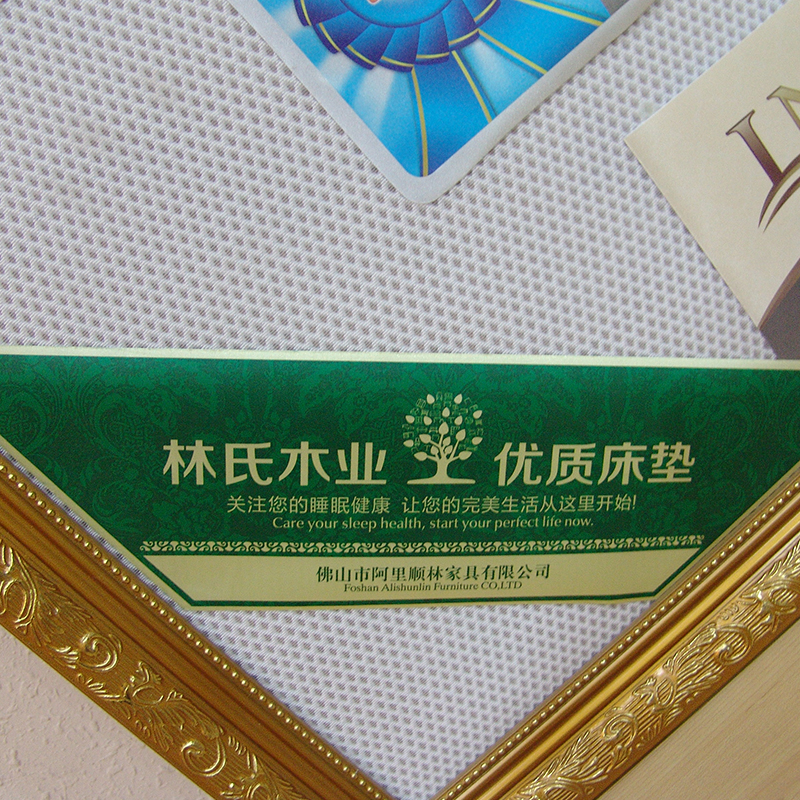 林氏木业 优质床垫
关注您的睡眠健康 让您的完美生活从这里开始!
Care your sleep health, start your perfect life now.
佛山市阿里顺林家具有限公司
Foshan Alishunlin Furniture CO,LTD